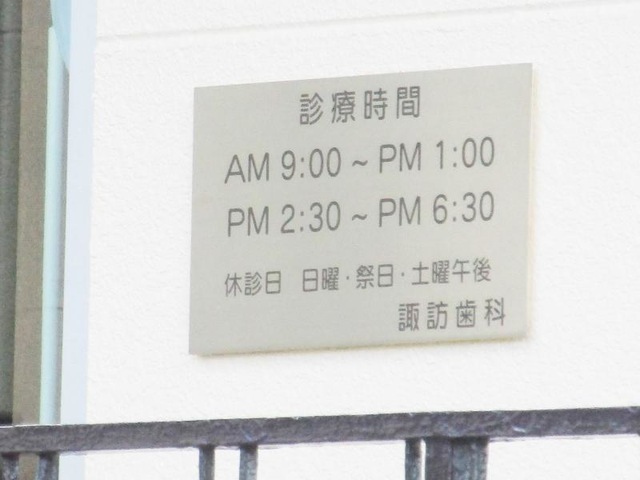 診療時間
AM 9:00 ~ PM 1:00
PM 2:30 ~ PM 6:30
休診日 日曜・祭日・土曜午後
諏訪歯科